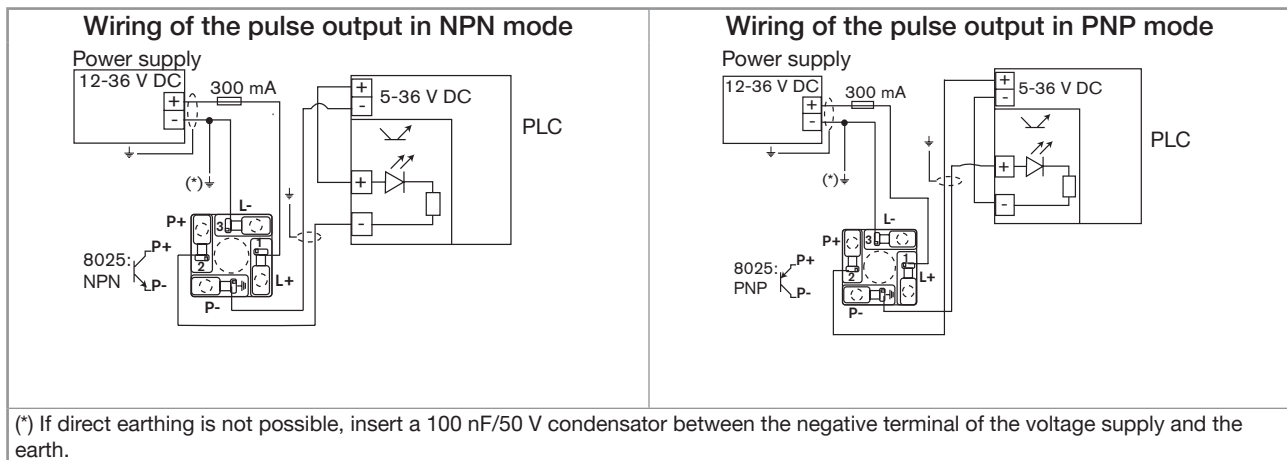 Wiring of the pulse output in NPN mode
Power supply
12-36 V DC
+
-
300 mA
+
-
5-36 V DC
PLC
+
-
(*)
L-
P+
3
1
2
L+
P-
8025:
NPN
P+
P-
Wiring of the pulse output in PNP mode
Power supply
12-36 V DC
+
-
300 mA
+
-
5-36 V DC
PLC
+
-
(*)
L-
P+
3
1
2
L+
P-
8025:
PNP
P+
P-
(*) If direct earthing is not possible, insert a 100 nF/50 V condensator between the negative terminal of the voltage supply and the
earth.